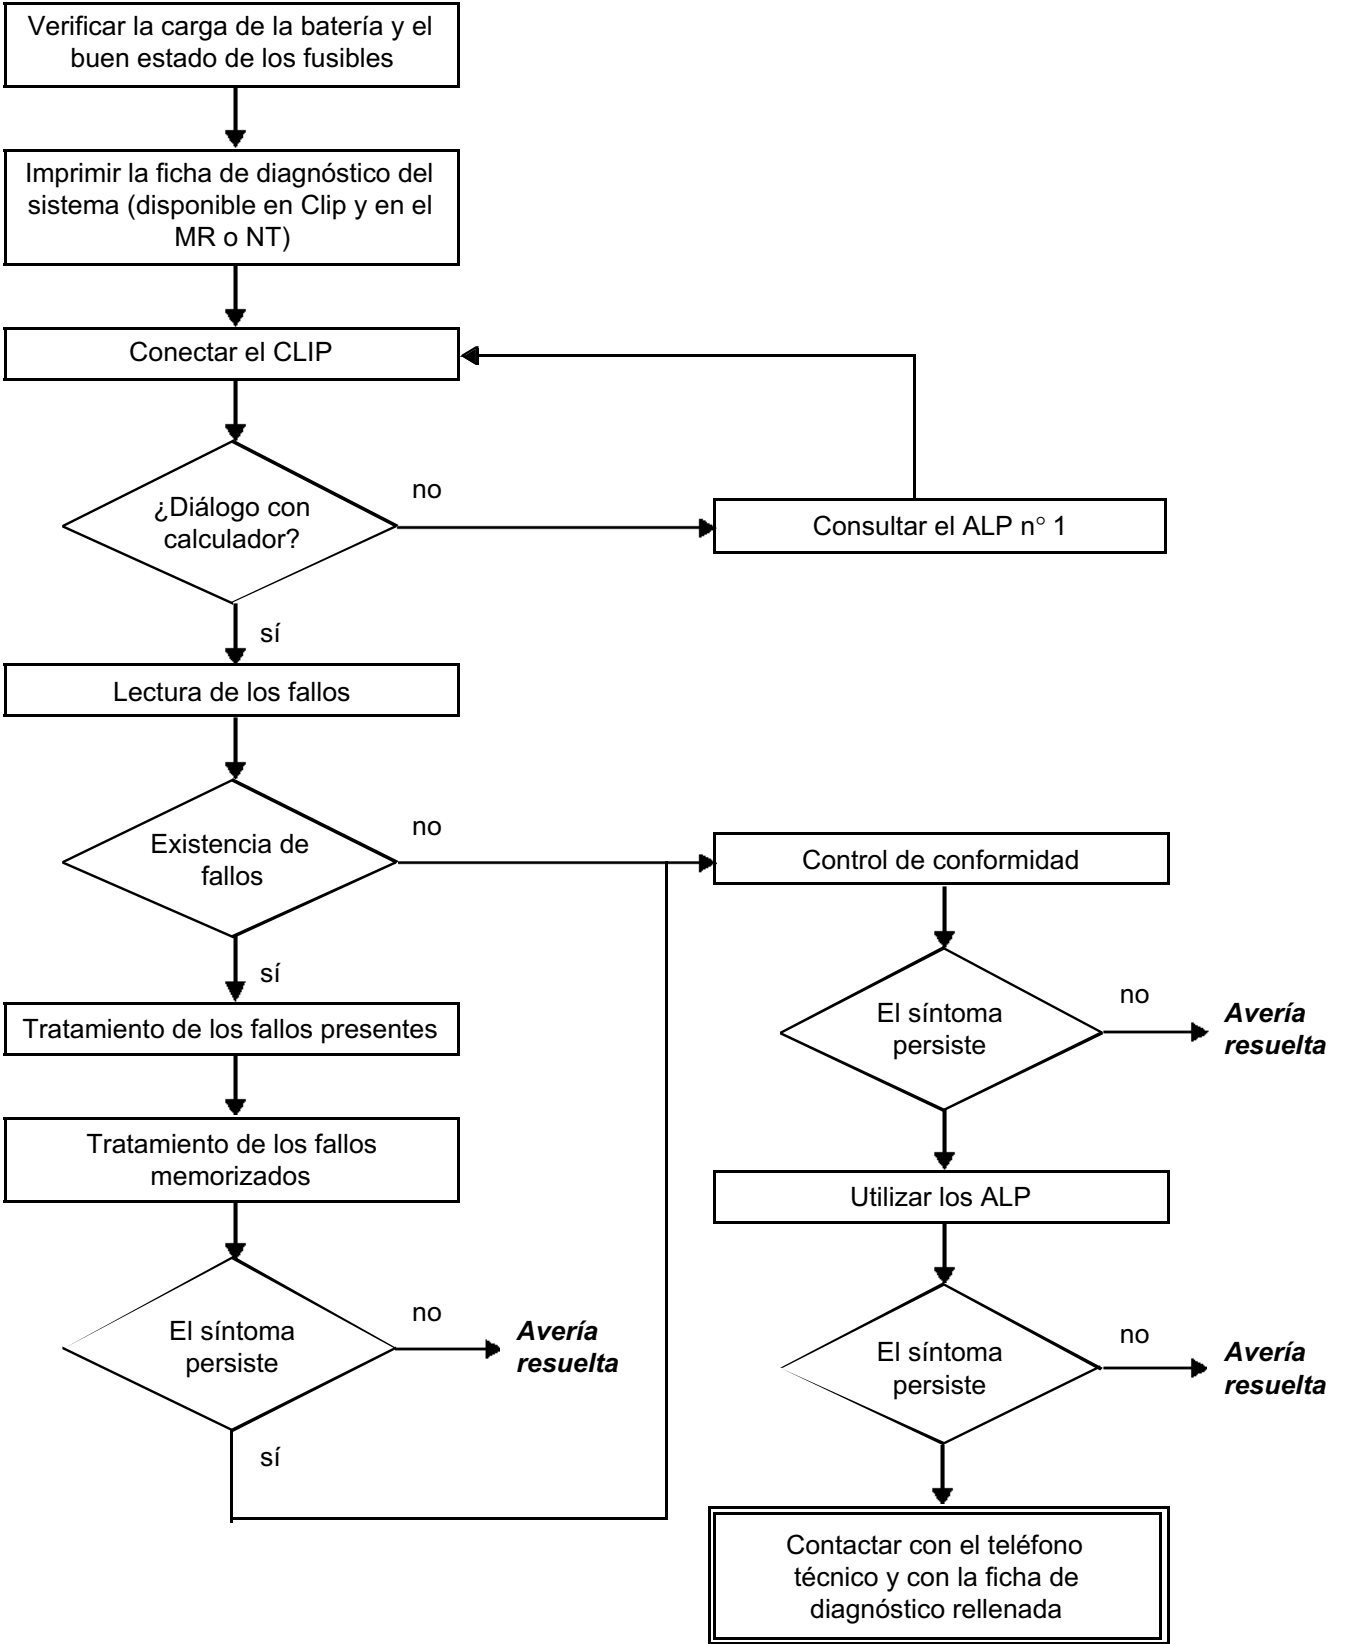 Verificar la carga de la batería y el
buen estado de los fusibles
Imprimir la ficha de diagnóstico del
sistema (disponible en Clip y en el
MR o NT)
Conectar el CLIP
¿Diálogo con
calculador?
no
Consultar el ALP n° 1
sí
Lectura de los fallos
Existencia de
fallos
no
Control de conformidad
sí
Tratamiento de los fallos presentes
Tratamiento de los fallos
memorizados
El síntoma
persiste
no
Avería
resuelta
sí
El síntoma
persiste
no
Avería
resuelta
Utilizar los ALP
El síntoma
persiste
no
Avería
resuelta
Contactar con el teléfono
técnico y con la ficha de
diagnóstico rellenada